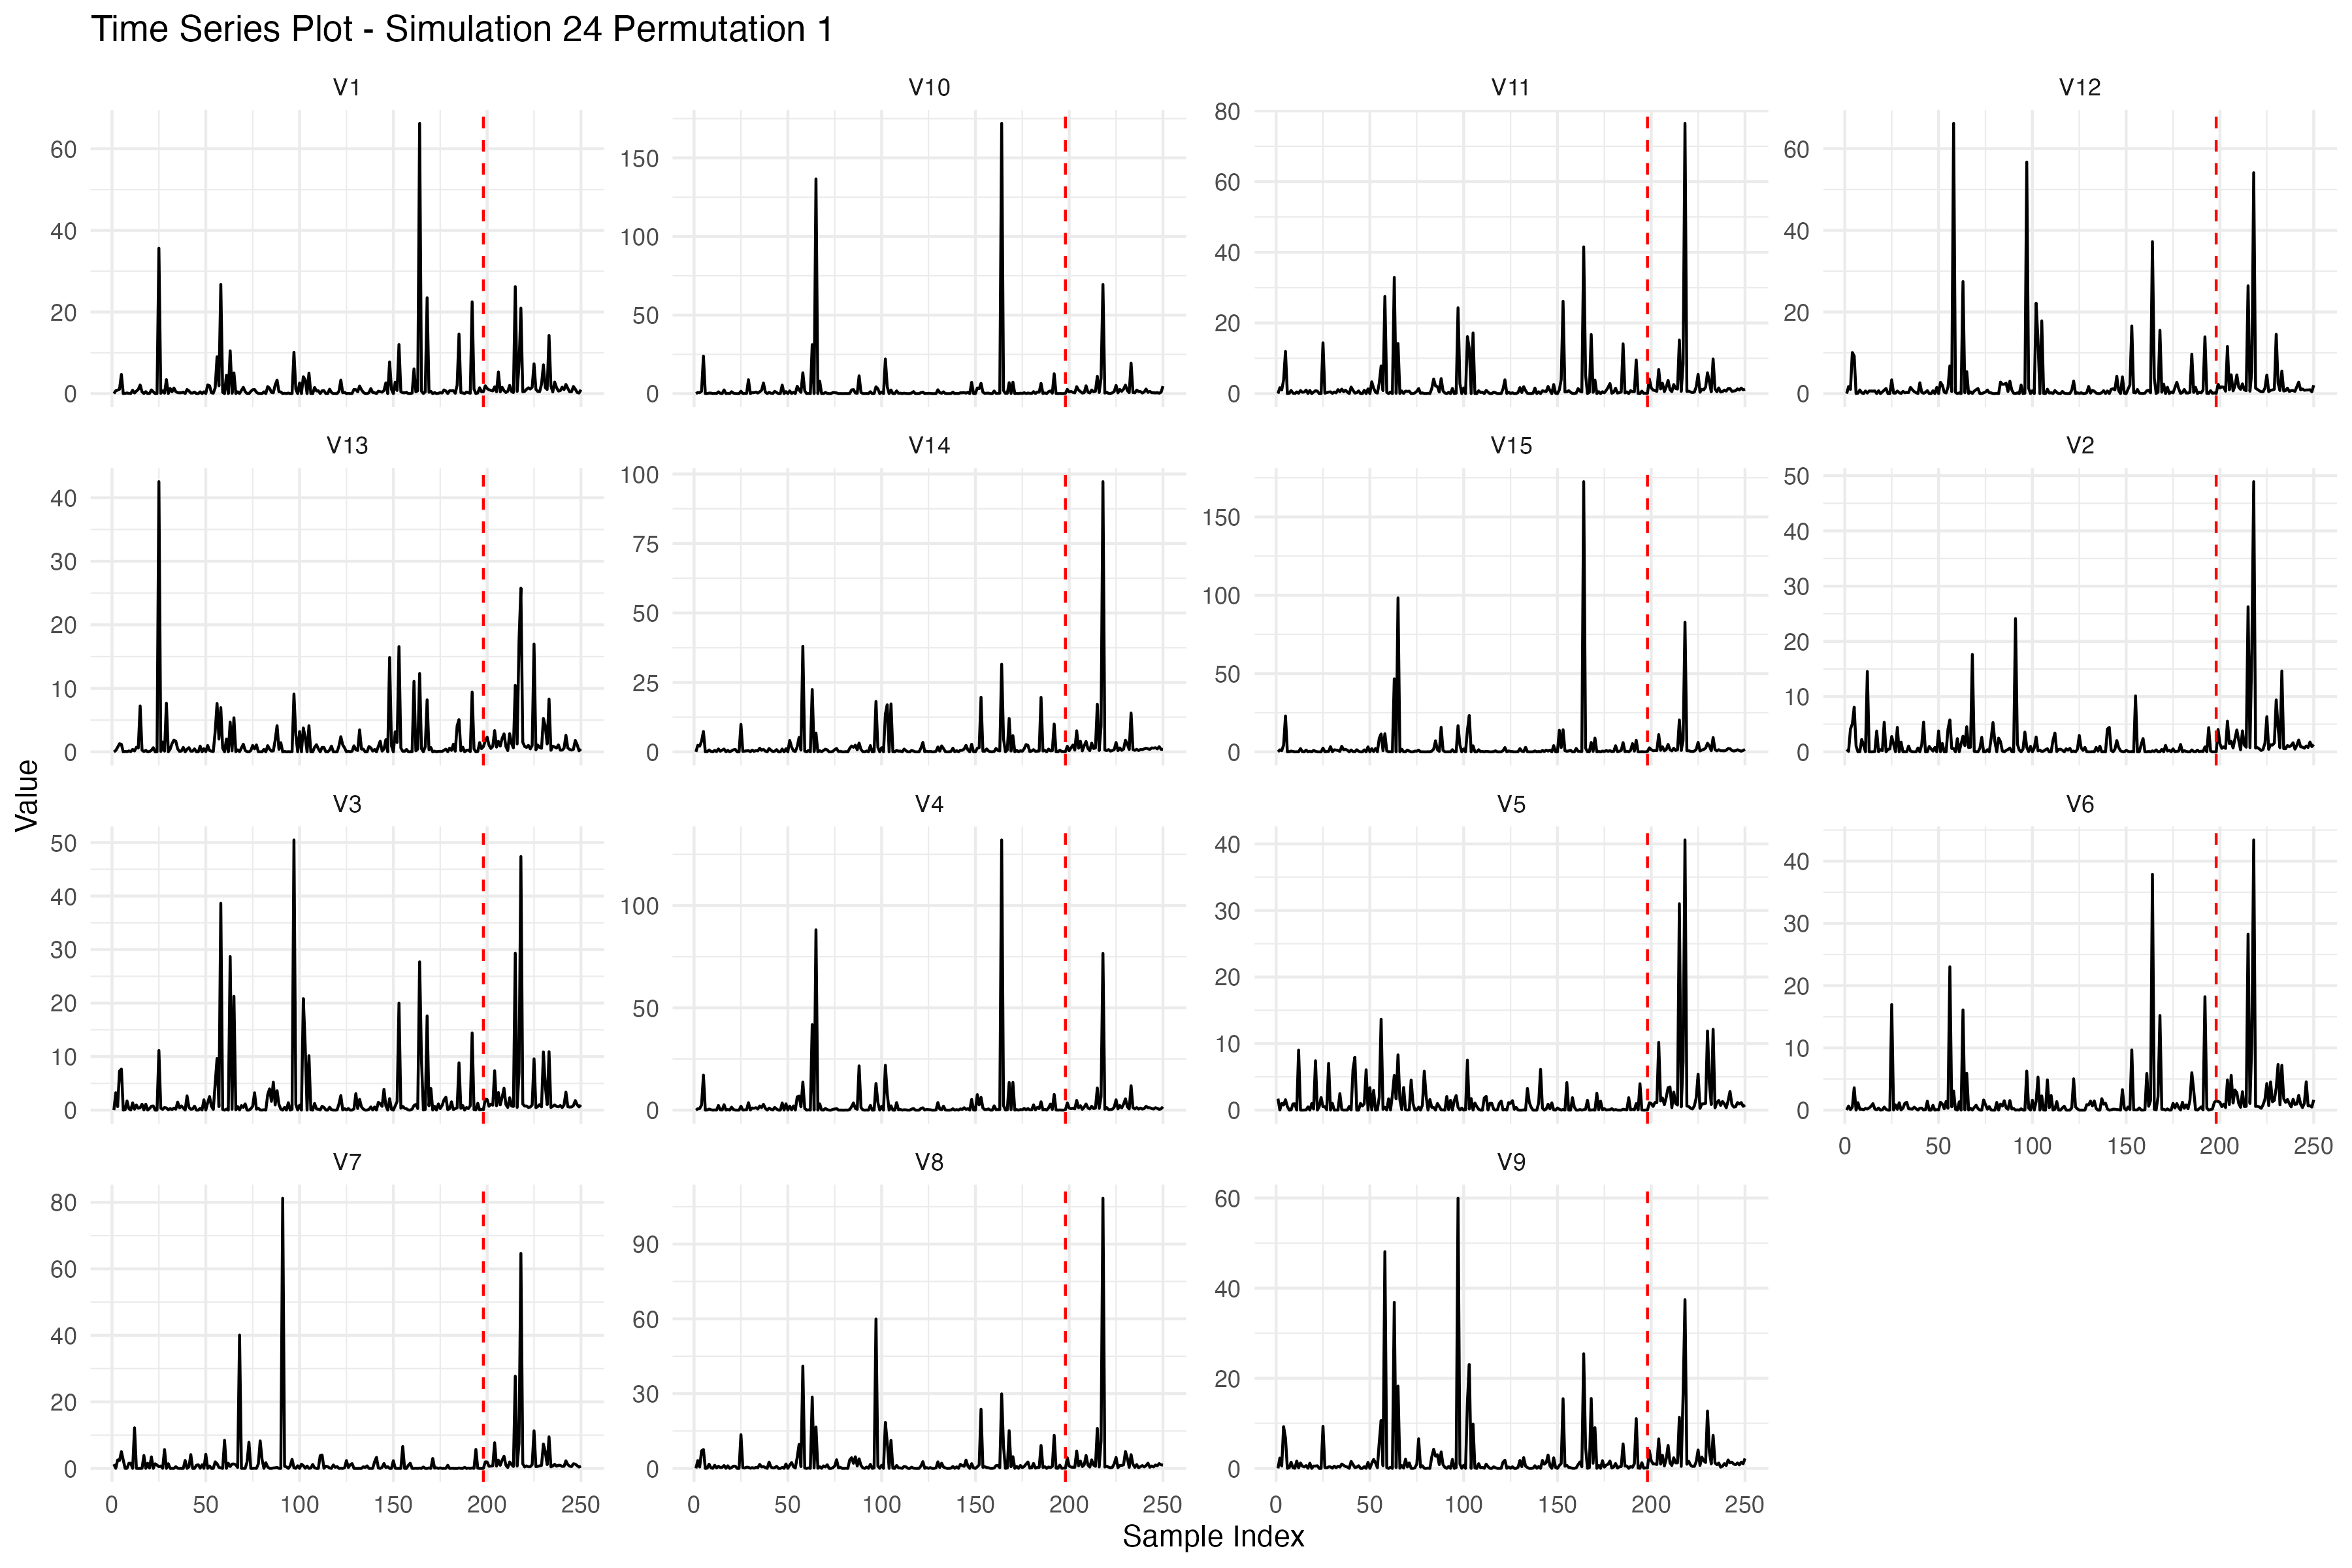 Time Series Plot - Simulation 24 Permutation 1
V1 V10 V11 V12
60 40 20 0
150 100 50 0
80 60 40 20 0
60 40 20 0
V13 V14 V15 V2
40 30 20 10 0
100 75 50 25 0
150 100 50 0
50 40 30 20 10 0
V3 V4 V5 V6
50 40 30 20 10 0
100 50 0
40 30 20 10 0
40 30 20 10 0
0 50 100 150 200 250
V7 V8 V9
80 60 40 20 0
90 60 30 0
60 40 20 0
0 50 100 150 200 250
0 50 100 150 200 250
0 50 100 150 200 250
Value
Sample Index